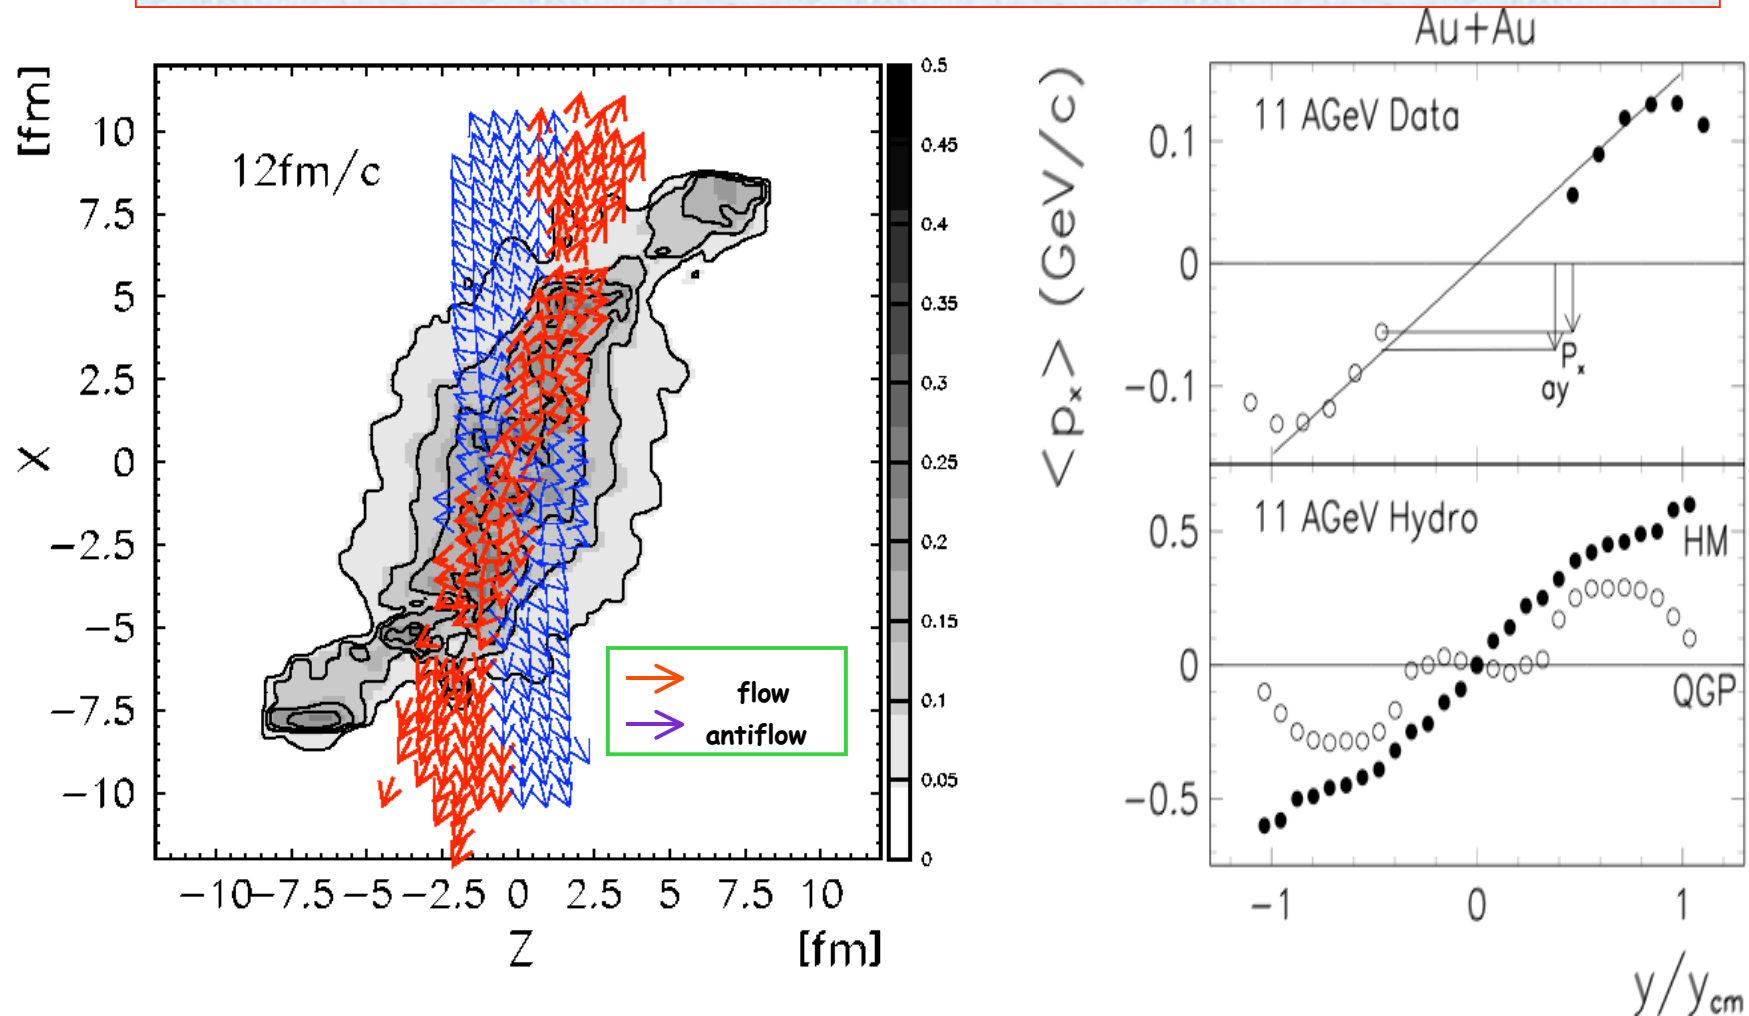 12fm/c
X [fm]
10
7.5
5
2.5
0
−2.5
−5
−7.5
−10
−10 −7.5 −5 −2.5 0 2.5 5 7.5 10
Z [fm]
flow
antiflow
0.5
0.45
0.4
0.35
0.3
0.25
0.2
0.15
0.1
0.05
0
Au+Au
<pₓ> (GeV/c)
11 AGeV Data
0.1
0
−0.1
Pₓ
ay
11 AGeV Hydro
0.5
0
−0.5
HM
QGP
−1 0 1
y/ycm